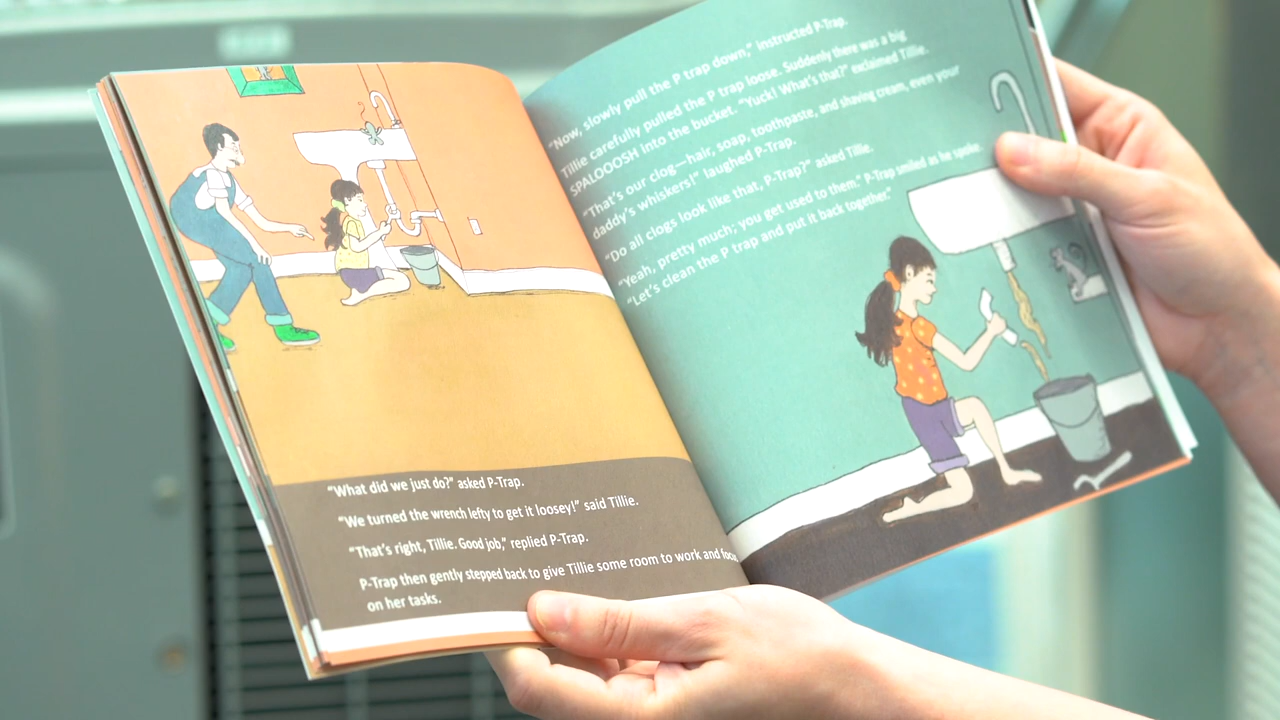 "What did we just do?" asked P-Trap.
"We turned the wrench lefty to get it loosey!" said Tillie.
"That's right, Tillie. Good job," replied P-Trap.
P-Trap then gently stepped back to give Tillie some room to work and focus
on her tasks.
"Now, slowly pull the P trap down," instructed P-Trap.
Tillie carefully pulled the P trap loose. Suddenly there was a big
SPALOOOSH into the bucket. "Yuck! What's that?" exclaimed Tillie.
"That's our clog—hair, soap, toothpaste, and shaving cream, even your
daddy's whiskers!" laughed P-Trap.
"Do all clogs look like that, P-Trap?" asked Tillie.
"Yeah, pretty much; you get used to them." P-Trap smiled as he spoke.
"Let's clean the P trap and put it back together."